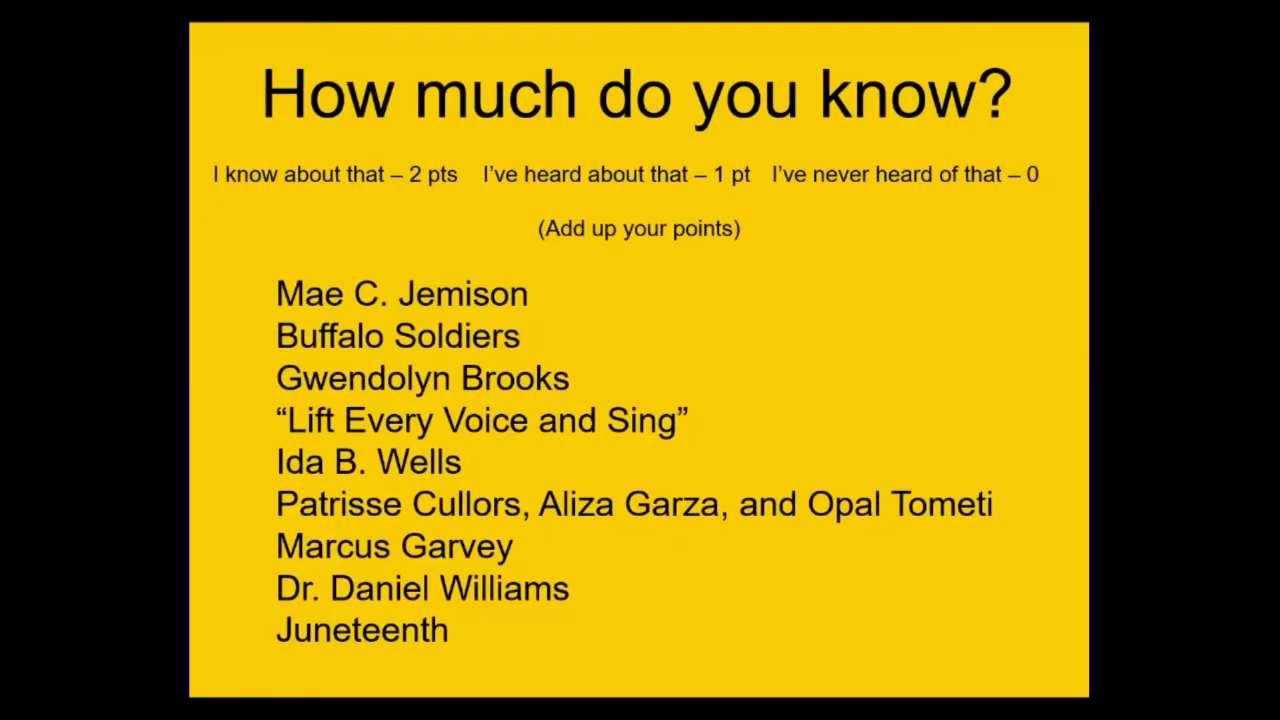 How much do you know?
I know about that – 2 pts I've heard about that – 1 pt I've never heard of that – 0
(Add up your points)
Mae C. Jemison
Buffalo Soldiers
Gwendolyn Brooks
“Lift Every Voice and Sing”
Ida B. Wells
Patrisse Cullors, Aliza Garza, and Opal Tometi
Marcus Garvey
Dr. Daniel Williams
Juneteenth